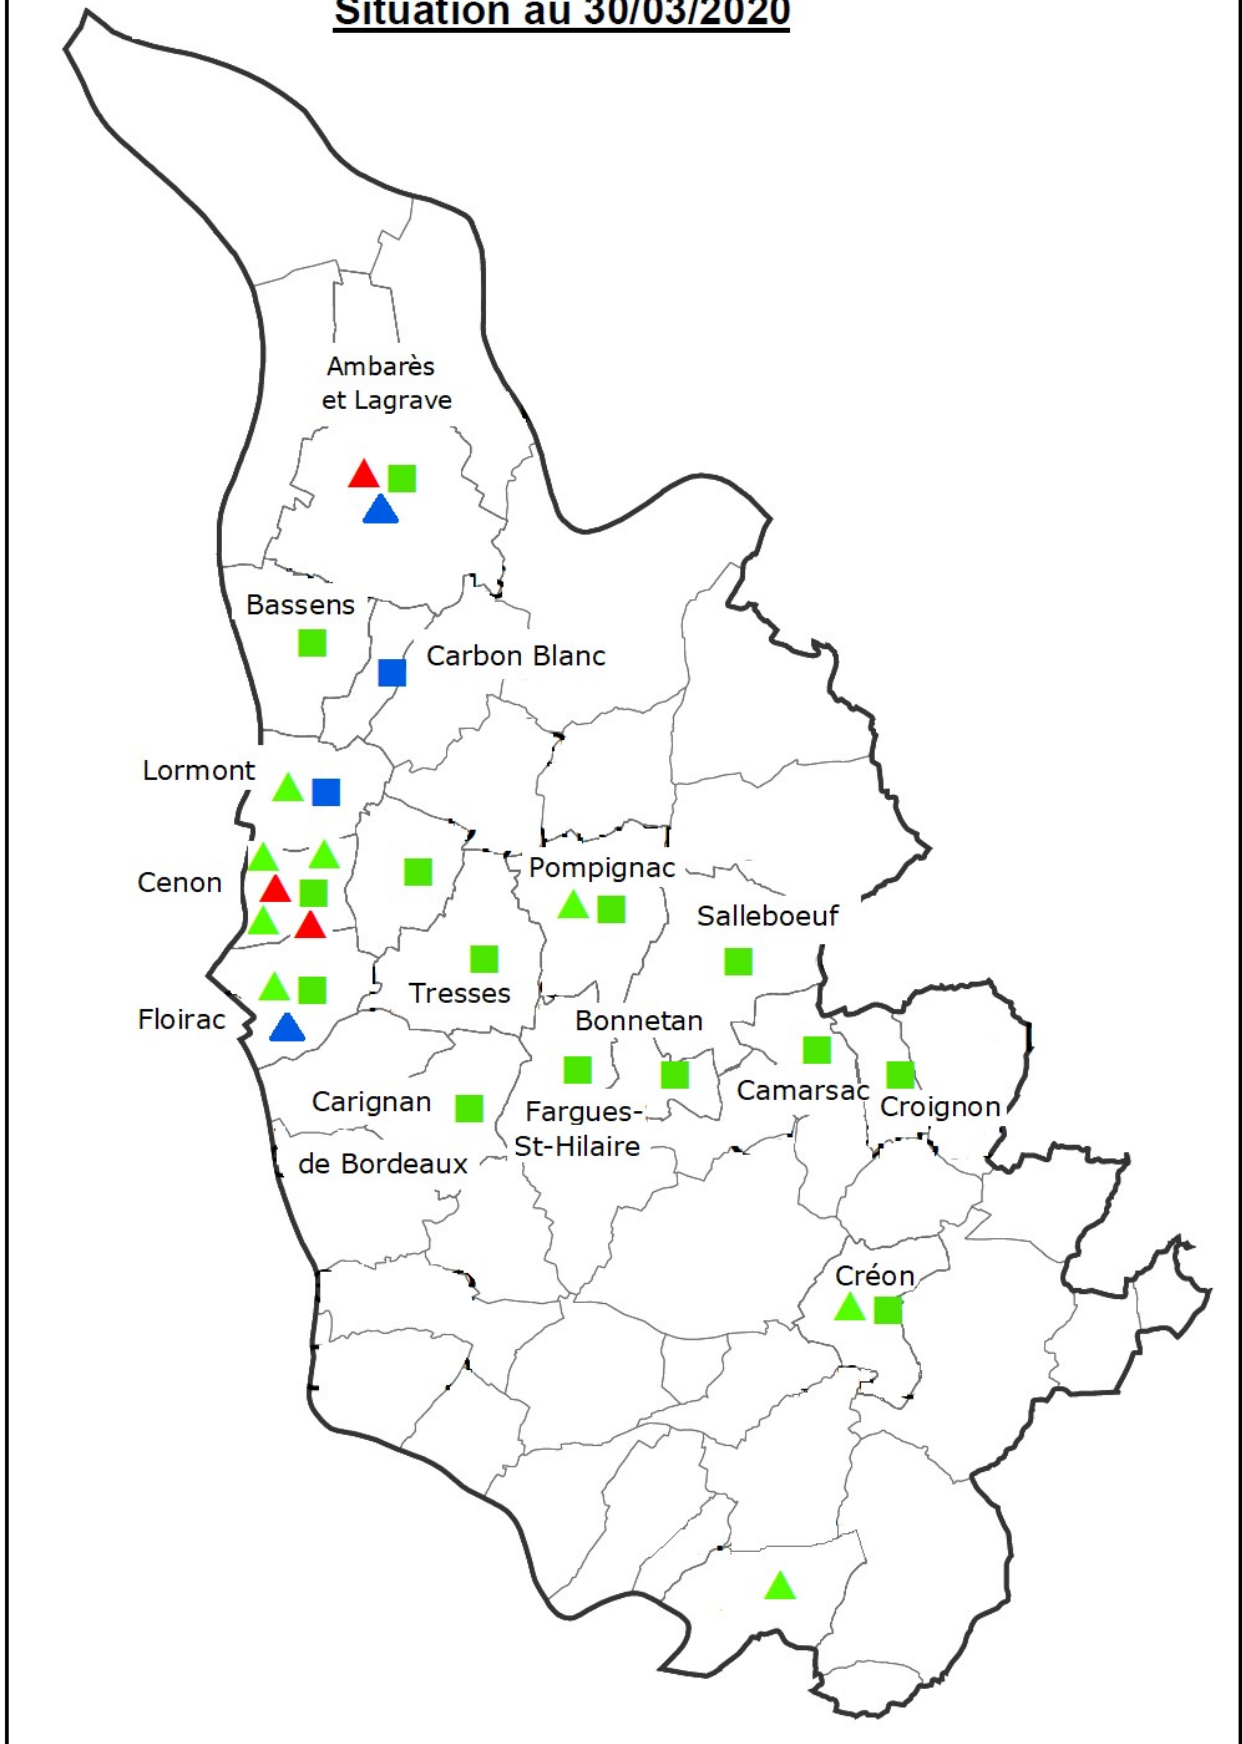 Situation au 30/03/2020
Ambarès
et Lagrave
Bassens
Carbon Blanc
Lormont
Cenon
Pompignac
Salleboeuf
Tresses
Floirac
Bonnetan
Camarsac
Carignan
Fargues-
Croignon
St-Hilaire
de Bordeaux
Créon